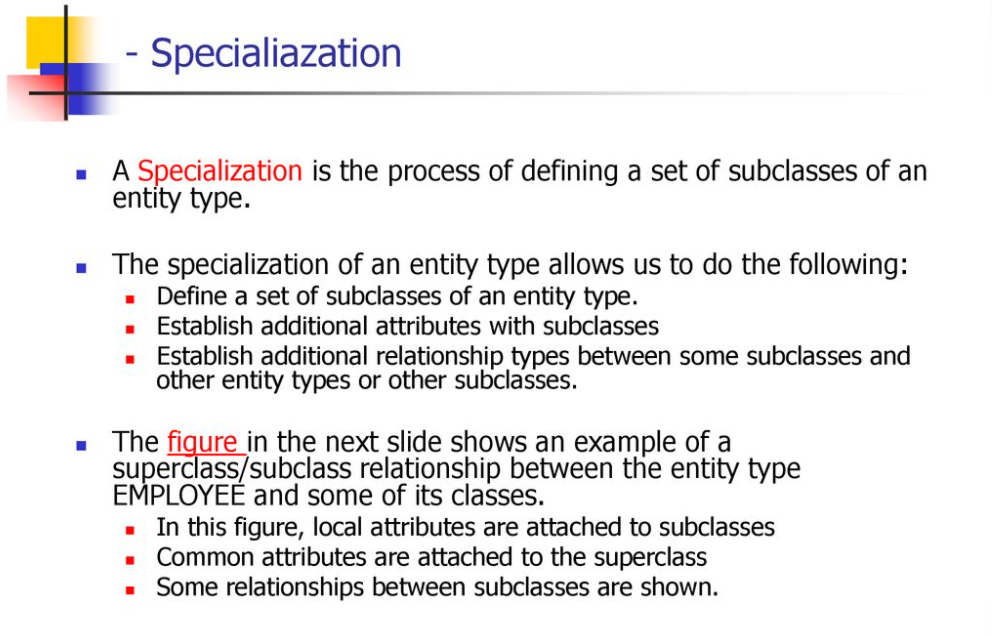 - Specialiazation
A Specialization is the process of defining a set of subclasses of an
entity type.
The specialization of an entity type allows us to do the following:
Define a set of subclasses of an entity type.
Establish additional attributes with subclasses
Establish additional relationship types between some subclasses and
other entity types or other subclasses.
The figure in the next slide shows an example of a
superclass/subclass relationship between the entity type
EMPLOYEE and some of its classes.
In this figure, local attributes are attached to subclasses
Common attributes are attached to the superclass
Some relationships between subclasses are shown.